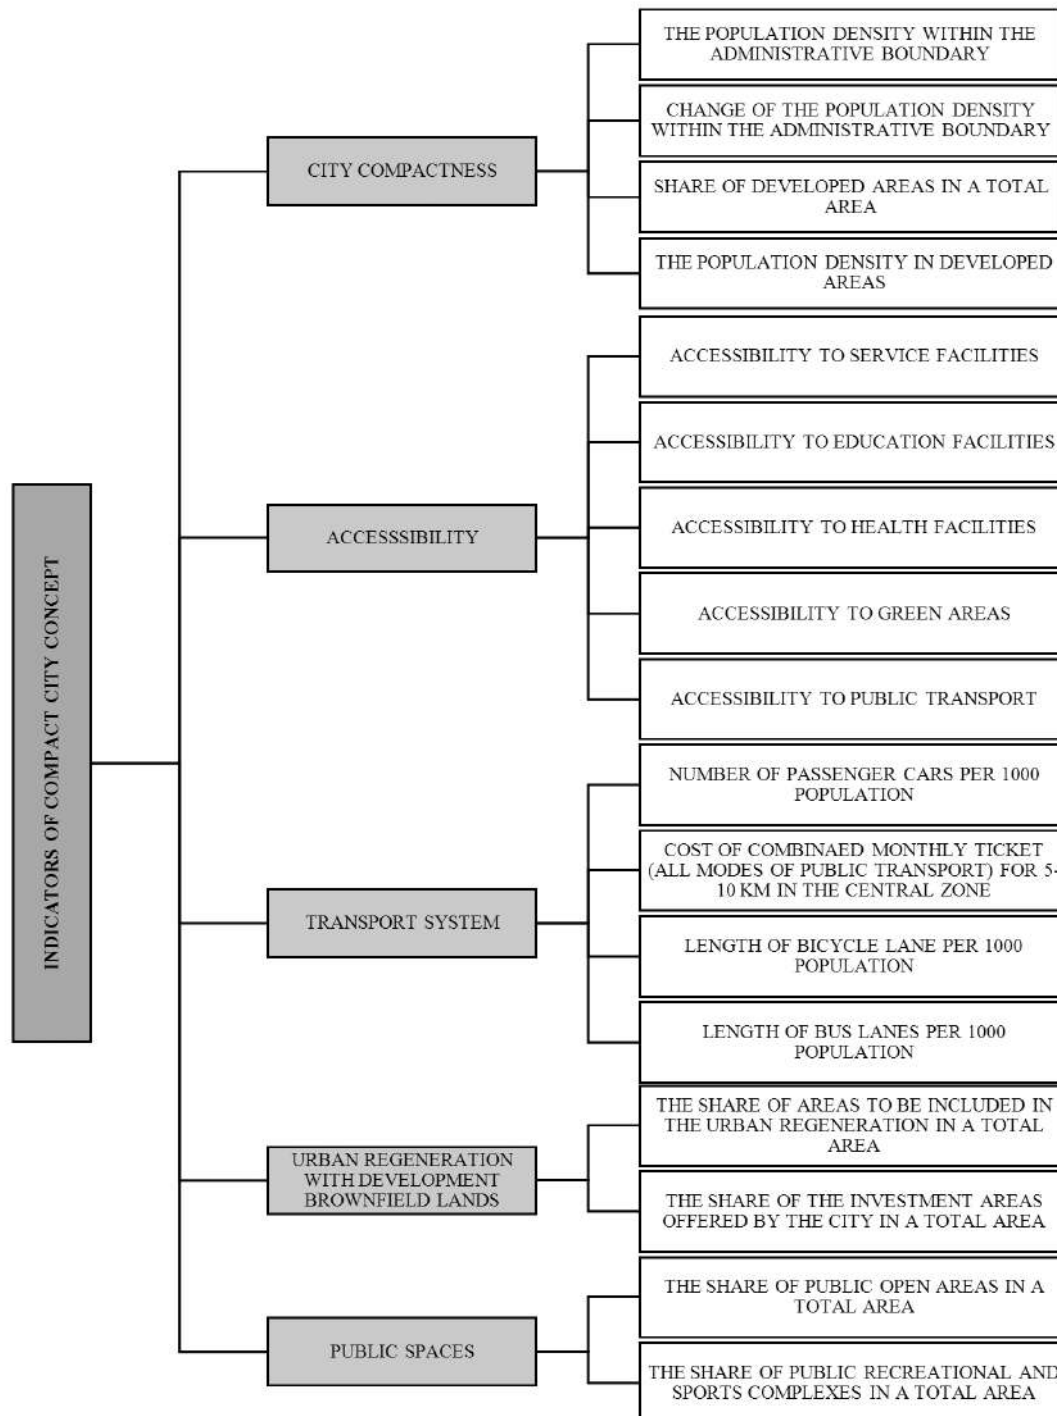 INDICATORS OF COMPACT CITY CONCEPT
CITY COMPACTNESS
THE POPULATION DENSITY WITHIN THE
ADMINISTRATIVE BOUNDARY
CHANGE OF THE POPULATION DENSITY
WITHIN THE ADMINISTRATIVE BOUNDARY
SHARE OF DEVELOPED AREAS IN A TOTAL
AREA
THE POPULATION DENSITY IN DEVELOPED
AREAS
ACCESSSIBILITY
ACCESSIBILITY TO SERVICE FACILITIES
ACCESSIBILITY TO EDUCATION FACILITIES
ACCESSIBILITY TO HEALTH FACILITIES
ACCESSIBILITY TO GREEN AREAS
ACCESSIBILITY TO PUBLIC TRANSPORT
TRANSPORT SYSTEM
NUMBER OF PASSENGER CARS PER 1000
POPULATION
COST OF COMBINAED MONTHLY TICKET
(ALL MODES OF PUBLIC TRANSPORT) FOR 5-
10 KM IN THE CENTRAL ZONE
LENGTH OF BICYCLE LANE PER 1000
POPULATION
LENGTH OF BUS LANES PER 1000
POPULATION
URBAN REGENERATION
WITH DEVELOPMENT
BROWNFIELD LANDS
THE SHARE OF AREAS TO BE INCLUDED IN
THE URBAN REGENERATION IN A TOTAL
AREA
THE SHARE OF THE INVESTMENT AREAS
OFFERED BY THE CITY IN A TOTAL AREA
PUBLIC SPACES
THE SHARE OF PUBLIC OPEN AREAS IN A
TOTAL AREA
THE SHARE OF PUBLIC RECREATIONAL AND
SPORTS COMPLEXES IN A TOTAL AREA